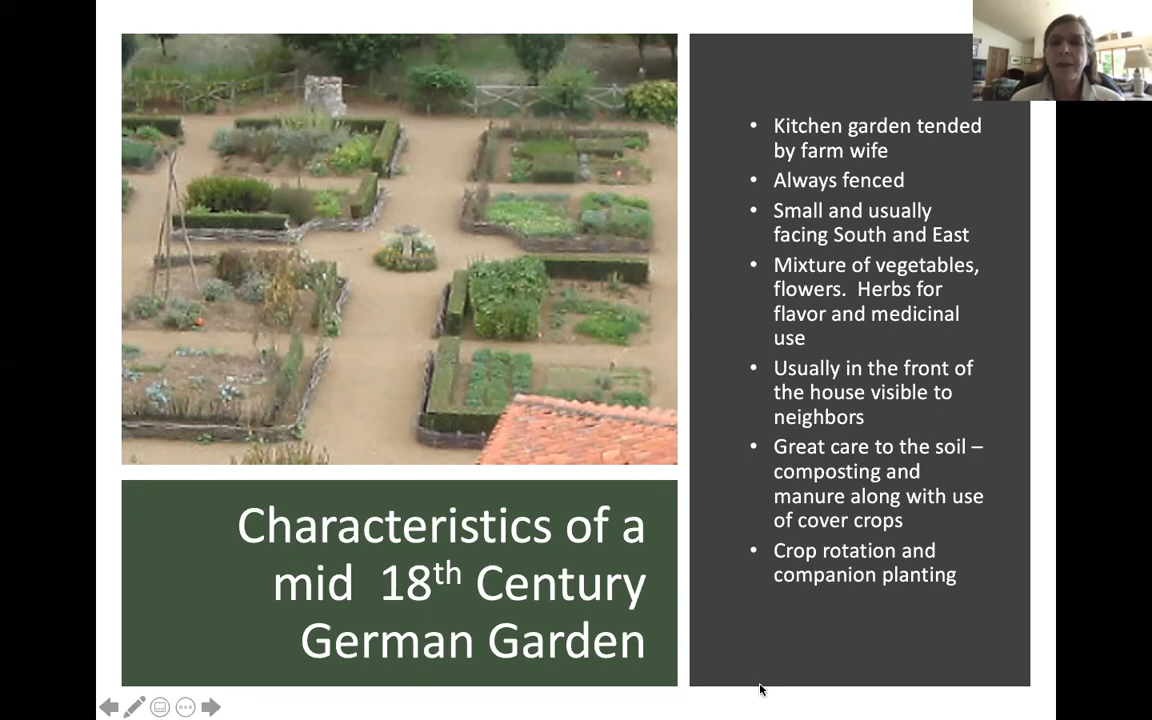 • Kitchen garden tended
by farm wife
• Always fenced
• Small and usually
facing South and East
• Mixture of vegetables,
flowers.  Herbs for
flavor and medicinal
use
• Usually in the front of
the house visible to
neighbors
• Great care to the soil –
composting and
manure along with use
of cover crops
• Crop rotation and
companion planting
Characteristics of a
mid  18th Century
German Garden